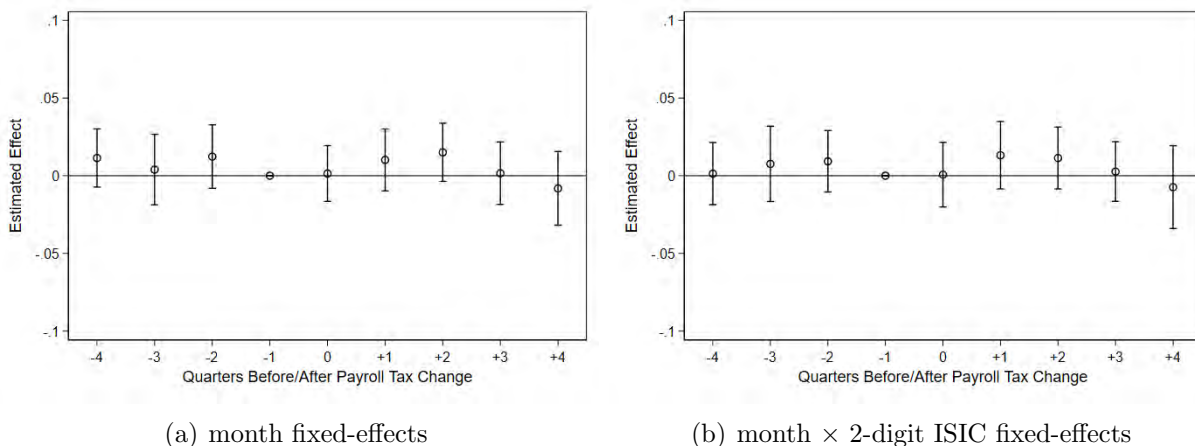 .1
.05
0
-.05
-.1
Estimated Effect
-4 -3 -2 -1 0 +1 +2 +3 +4
Quarters Before/After Payroll Tax Change
(a) month fixed-effects
.1
.05
0
-.05
-.1
Estimated Effect
-4 -3 -2 -1 0 +1 +2 +3 +4
Quarters Before/After Payroll Tax Change
(b) month × 2-digit ISIC fixed-effects